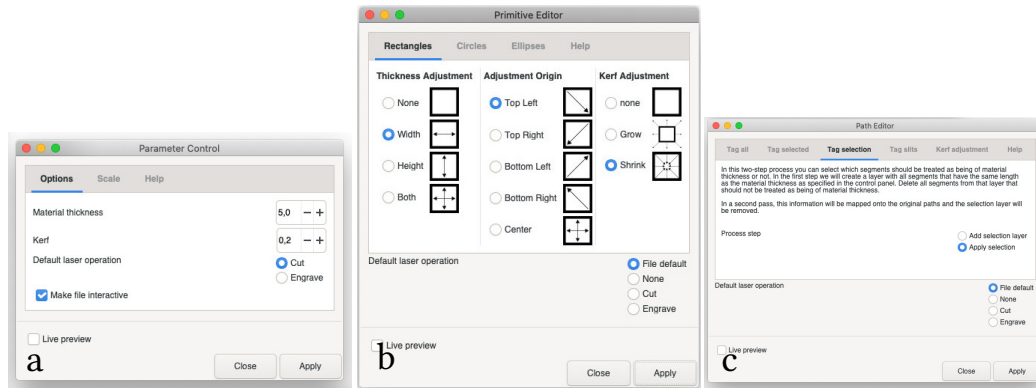 Parameter Control
Options Scale Help
Material thickness 5,0 − +
Kerf 0,2 − +
Default laser operation Cut
Engrave
Make file interactive
Live preview
Close Apply
a
Primitive Editor
Rectangles Circles Ellipses Help
Thickness Adjustment Adjustment Origin Kerf Adjustment
None Top Left none
Width Top Right Grow
Height Bottom Left Shrink
Both Bottom Right
Center
Default laser operation File default
None
Cut
Engrave
Live preview
Close Apply
b
Path Editor
Tag all Tag selected Tag selection Tag slits Kerf adjustment Help
In this two-step process you can select which segments should be treated as being of material
thickness or not. In the first step we will create a layer with all segments that have the same length
as the material thickness as specified in the control panel. Delete all segments from that layer that
should not be treated as being of material thickness.
In a second pass, this information will be mapped onto the original paths and the selection layer will
be removed.
Process step Add selection layer
Apply selection
Default laser operation File default
None
Cut
Engrave
Live preview
Close Apply
c